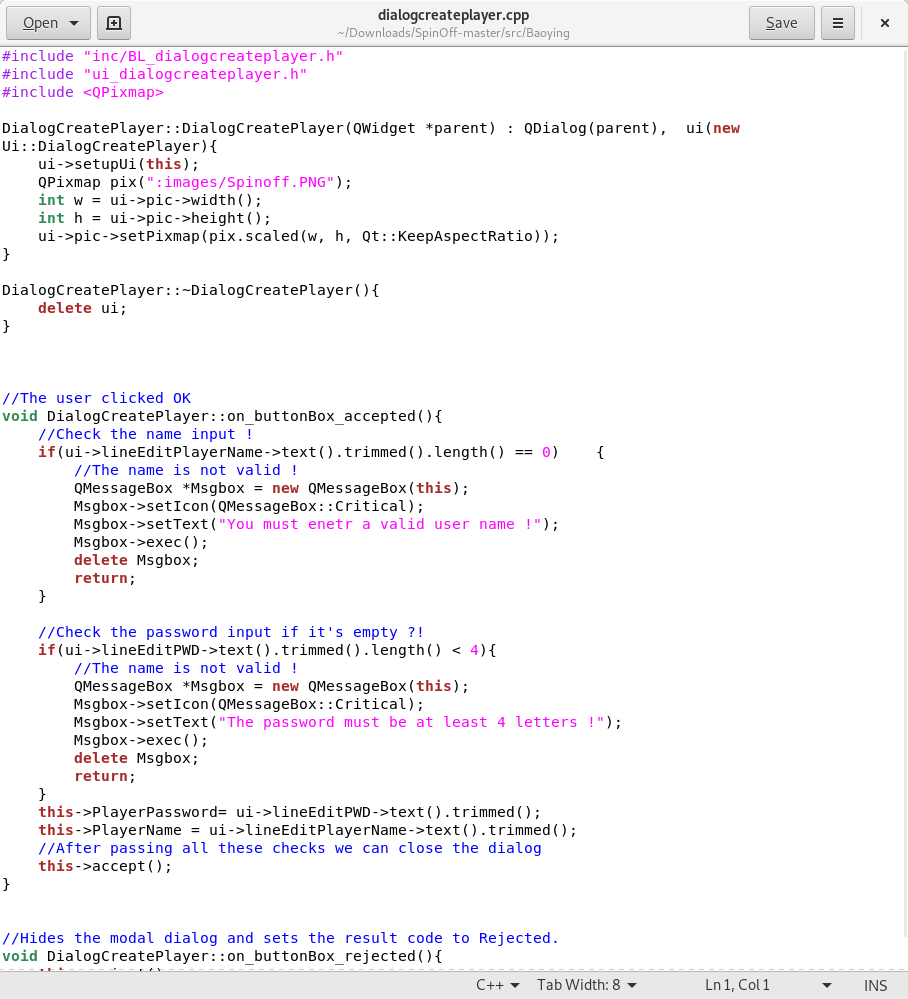 Open
dialogcreateplayer.cpp
~/Downloads/SpinOff-master/src/Baoying
Save
#include "inc/BL_dialogcreateplayer.h"
#include "ui_dialogcreateplayer.h"
#include <QPixmap>
DialogCreatePlayer::DialogCreatePlayer(QWidget *parent) : QDialog(parent),  ui(new
Ui::DialogCreatePlayer){
    ui->setupUi(this);
    QPixmap pix(":images/Spinoff.PNG");
    int w = ui->pic->width();
    int h = ui->pic->height();
    ui->pic->setPixmap(pix.scaled(w, h, Qt::KeepAspectRatio));
}
DialogCreatePlayer::~DialogCreatePlayer(){
    delete ui;
}
//The user clicked OK
void DialogCreatePlayer::on_buttonBox_accepted(){
    //Check the name input !
    if(ui->lineEditPlayerName->text().trimmed().length() == 0)    {
        //The name is not valid !
        QMessageBox *Msgbox = new QMessageBox(this);
        Msgbox->setIcon(QMessageBox::Critical);
        Msgbox->setText("You must enetr a valid user name !");
        Msgbox->exec();
        delete Msgbox;
        return;
    }
    //Check the password input if it's empty ?!
    if(ui->lineEditPWD->text().trimmed().length() < 4){
        //The name is not valid !
        QMessageBox *Msgbox = new QMessageBox(this);
        Msgbox->setIcon(QMessageBox::Critical);
        Msgbox->setText("The password must be at least 4 letters !");
        Msgbox->exec();
        delete Msgbox;
        return;
    }
    this->PlayerPassword= ui->lineEditPWD->text().trimmed();
    this->PlayerName = ui->lineEditPlayerName->text().trimmed();
    //After passing all these checks we can close the dialog
    this->accept();
}
//Hides the modal dialog and sets the result code to Rejected.
void DialogCreatePlayer::on_buttonBox_rejected(){
C++
Tab Width: 8
Ln 1, Col 1
INS